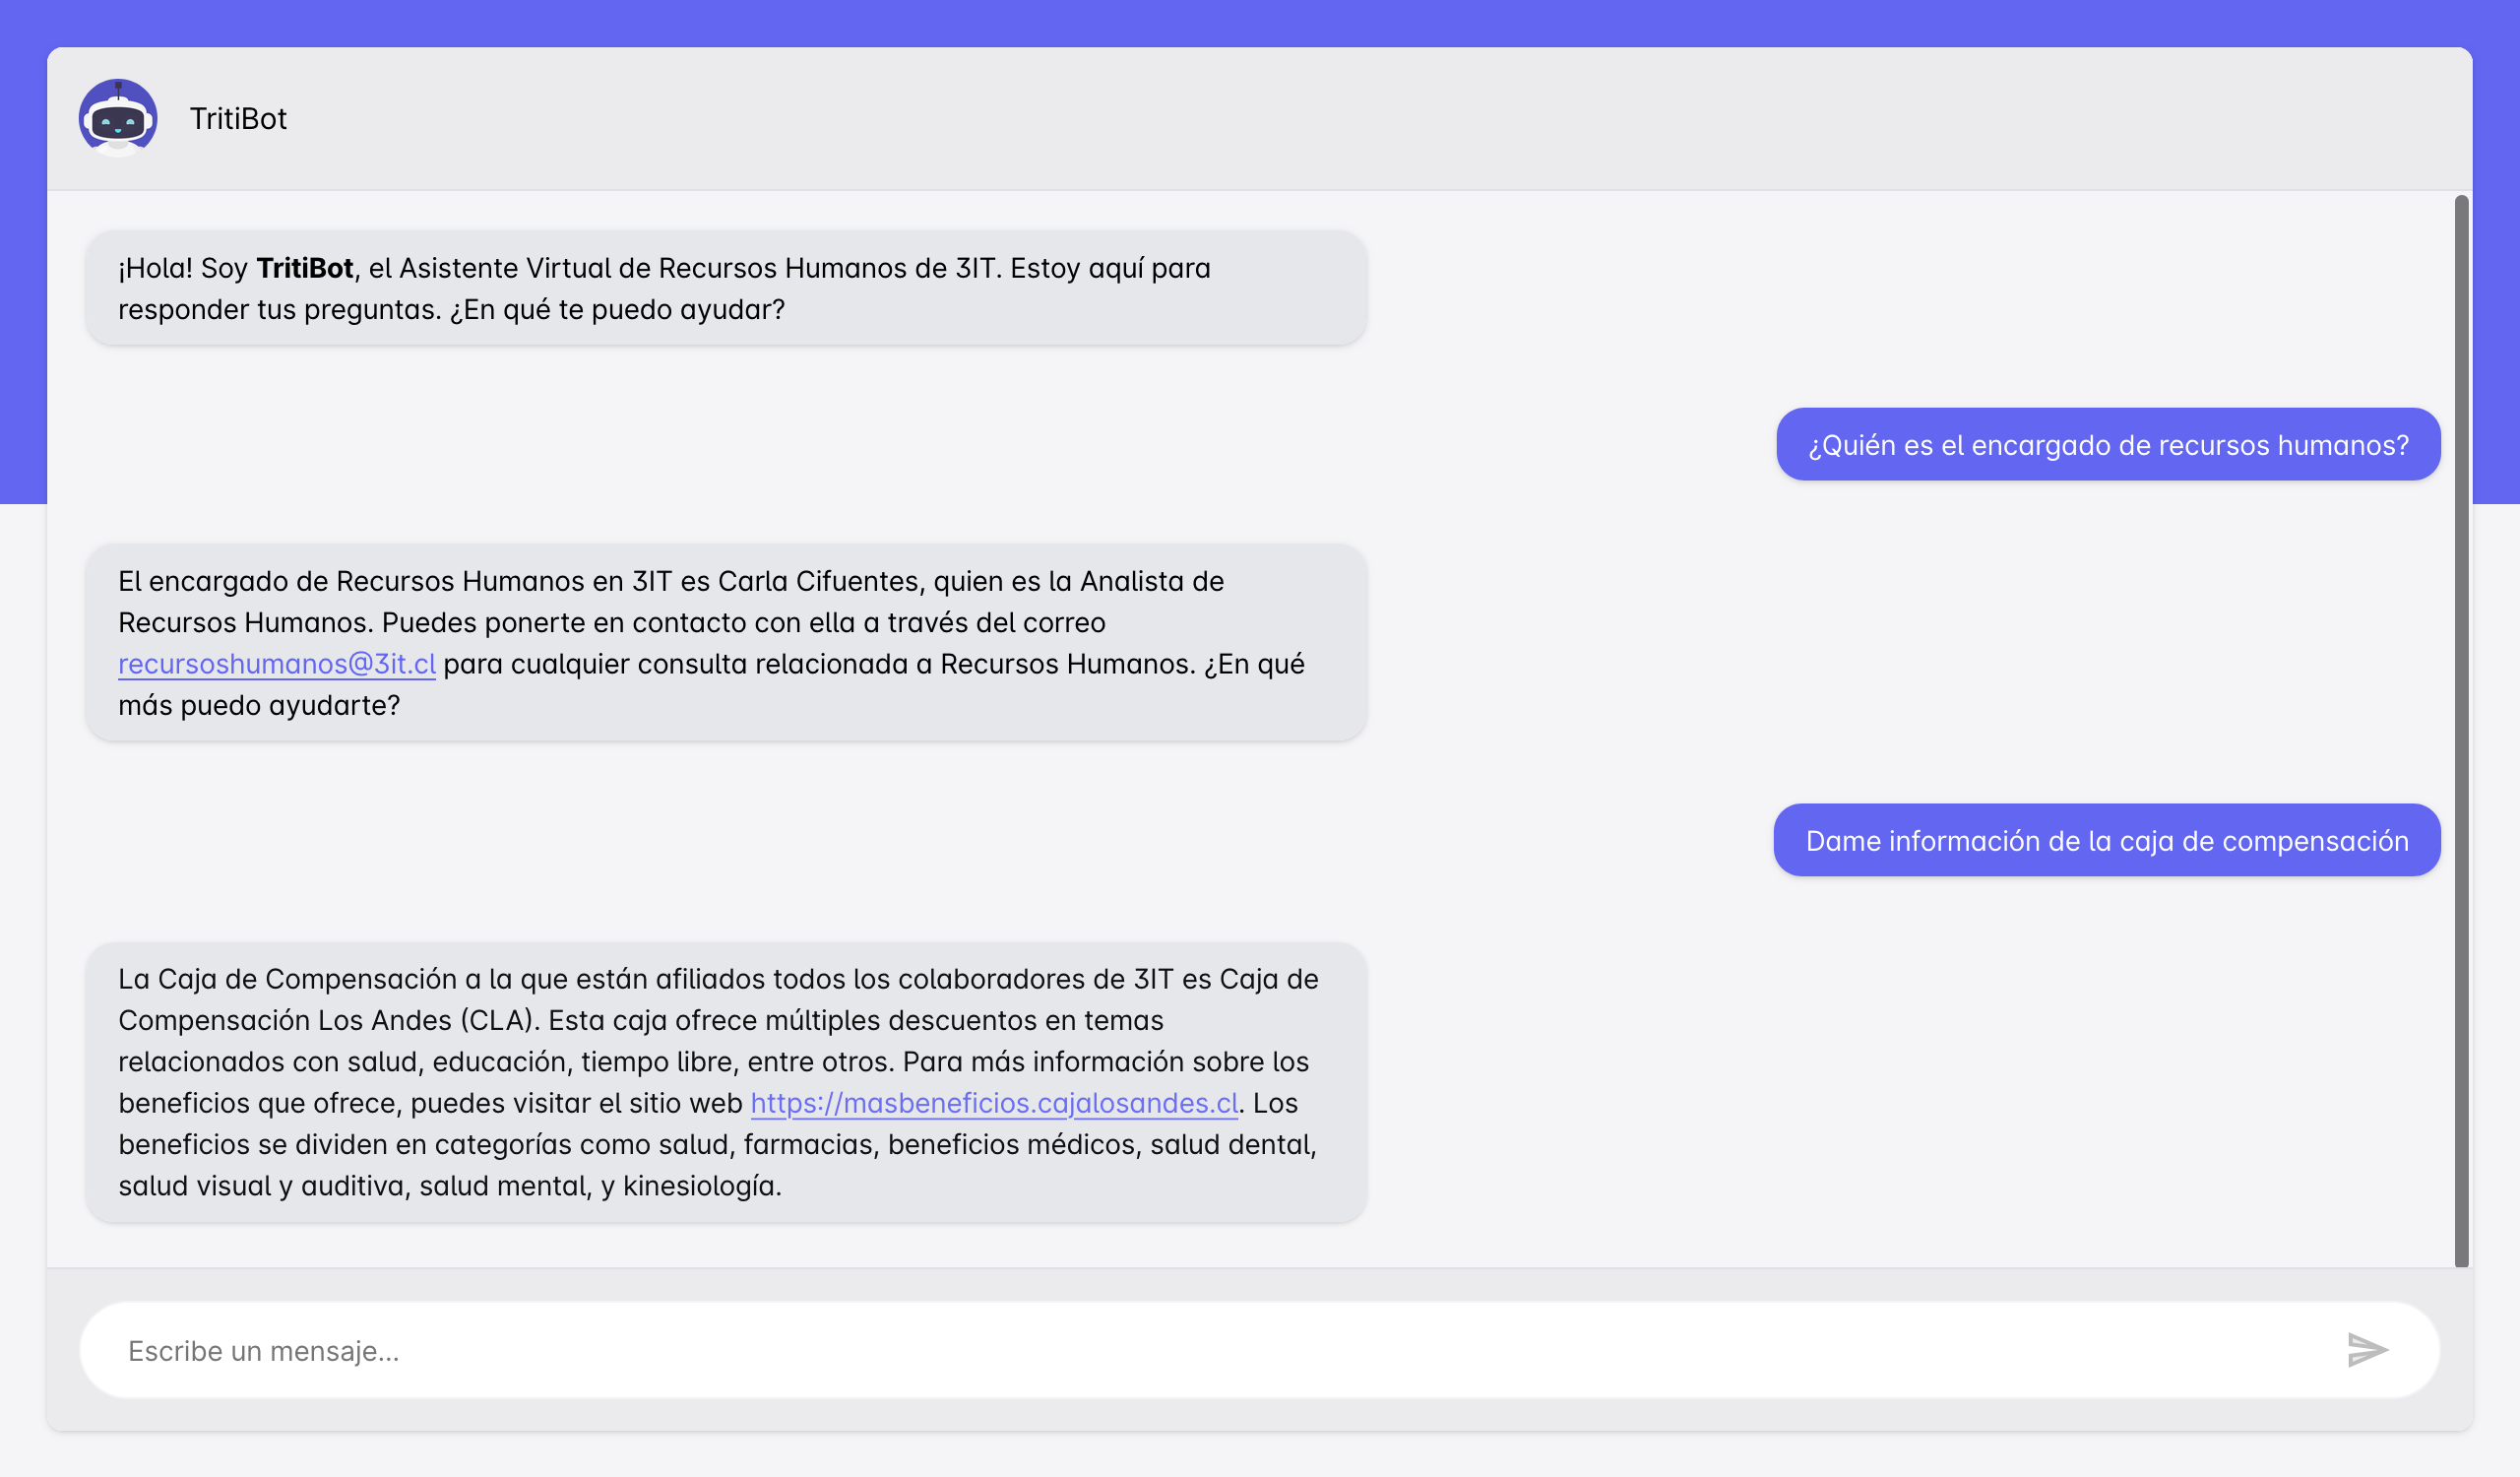 TritiBot
¡Hola! Soy TritiBot, el Asistente Virtual de Recursos Humanos de 3IT. Estoy aquí para
responder tus preguntas. ¿En qué te puedo ayudar?
¿Quién es el encargado de recursos humanos?
El encargado de Recursos Humanos en 3IT es Carla Cifuentes, quien es la Analista de
Recursos Humanos. Puedes ponerte en contacto con ella a través del correo
recursoshumanos@3it.cl para cualquier consulta relacionada a Recursos Humanos. ¿En qué
más puedo ayudarte?
Dame información de la caja de compensación
La Caja de Compensación a la que están afiliados todos los colaboradores de 3IT es Caja de
Compensación Los Andes (CLA). Esta caja ofrece múltiples descuentos en temas
relacionados con salud, educación, tiempo libre, entre otros. Para más información sobre los
beneficios que ofrece, puedes visitar el sitio web https://masbeneficios.cajalosandes.cl. Los
beneficios se dividen en categorías como salud, farmacias, beneficios médicos, salud dental,
salud visual y auditiva, salud mental, y kinesiología.
Escribe un mensaje...